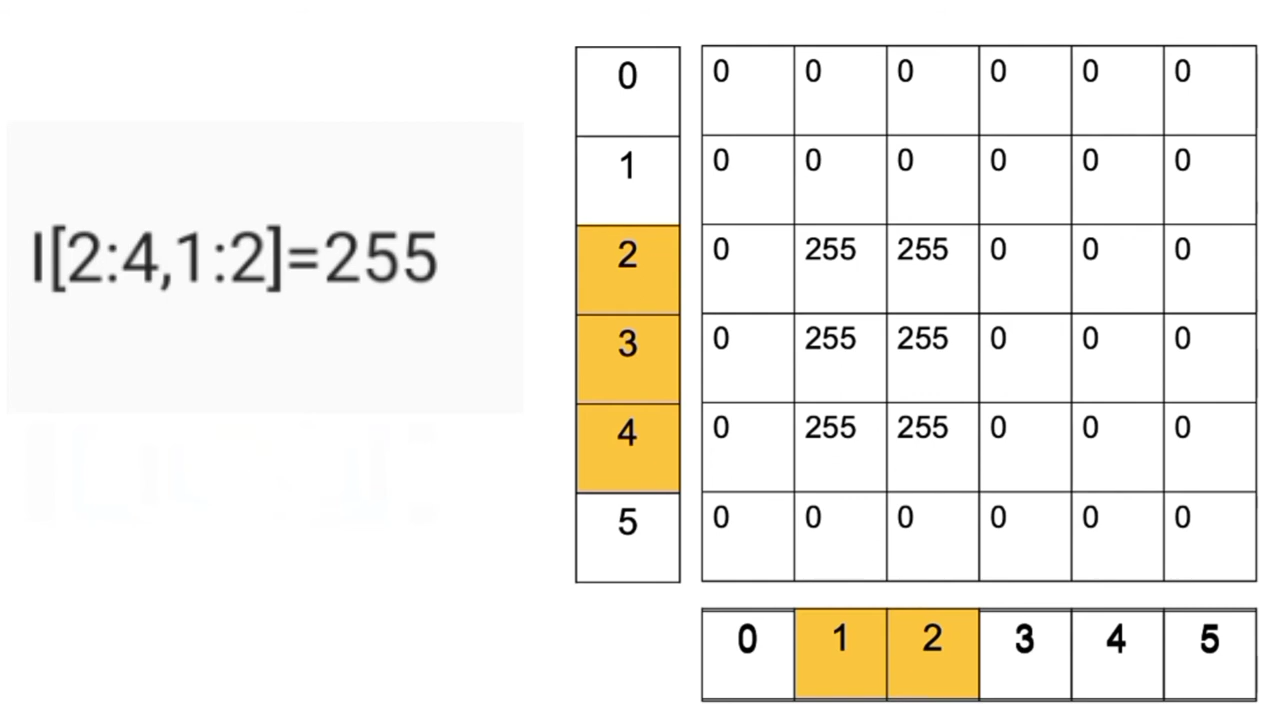 0 0 0 0 0 0 0
1 0 0 0 0 0 0
I[2:4,1:2]=255 2 0 255 255 0 0 0
3 0 255 255 0 0 0
4 0 255 255 0 0 0
5 0 0 0 0 0 0
0 1 2 3 4 5